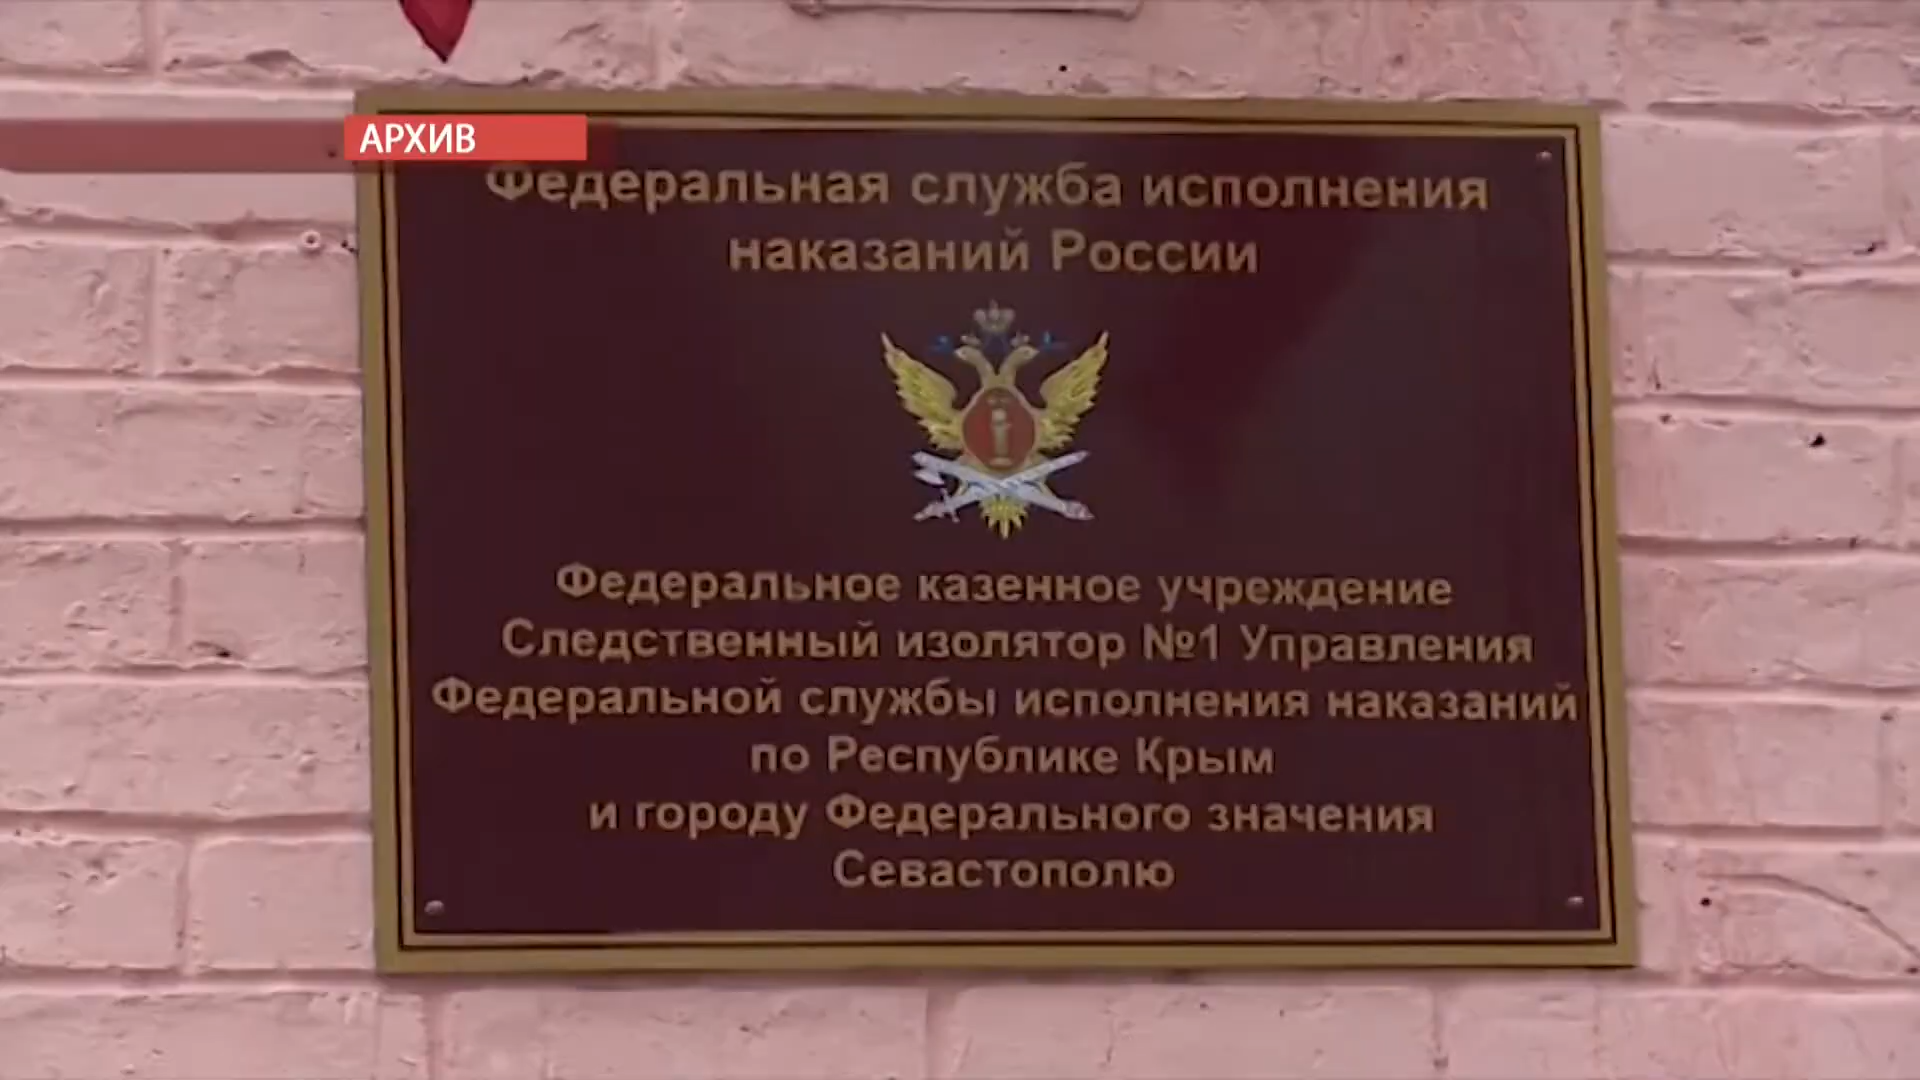 АРХИВ
Федеральная служба исполнения
наказаний России
Федеральное казенное учреждение
Следственный изолятор №1 Управления
Федеральной службы исполнения наказаний
по Республике Крым
и городу Федерального значения
Севастополю